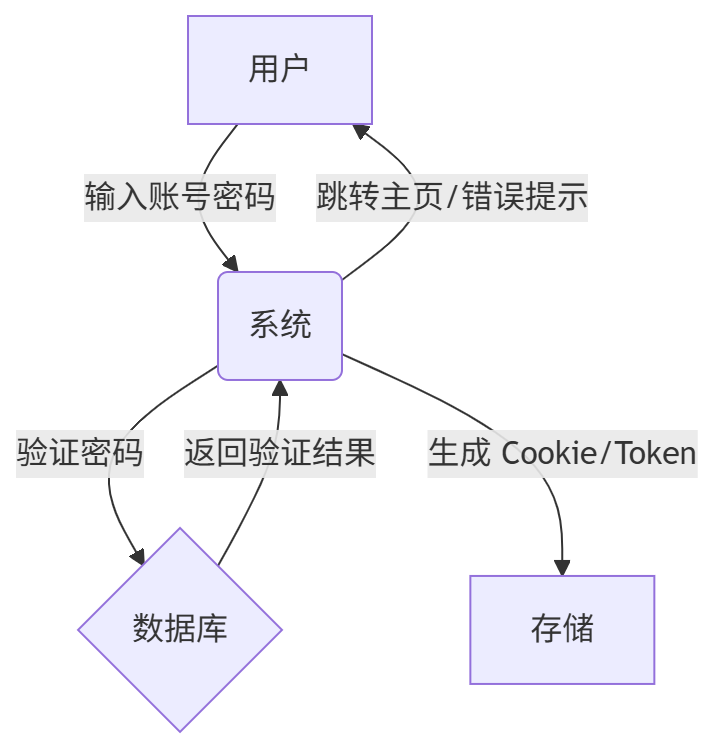 用户
输入账号密码
跳转主页/错误提示
系统
验证密码
返回验证结果
生成 Cookie/Token
数据库
存储